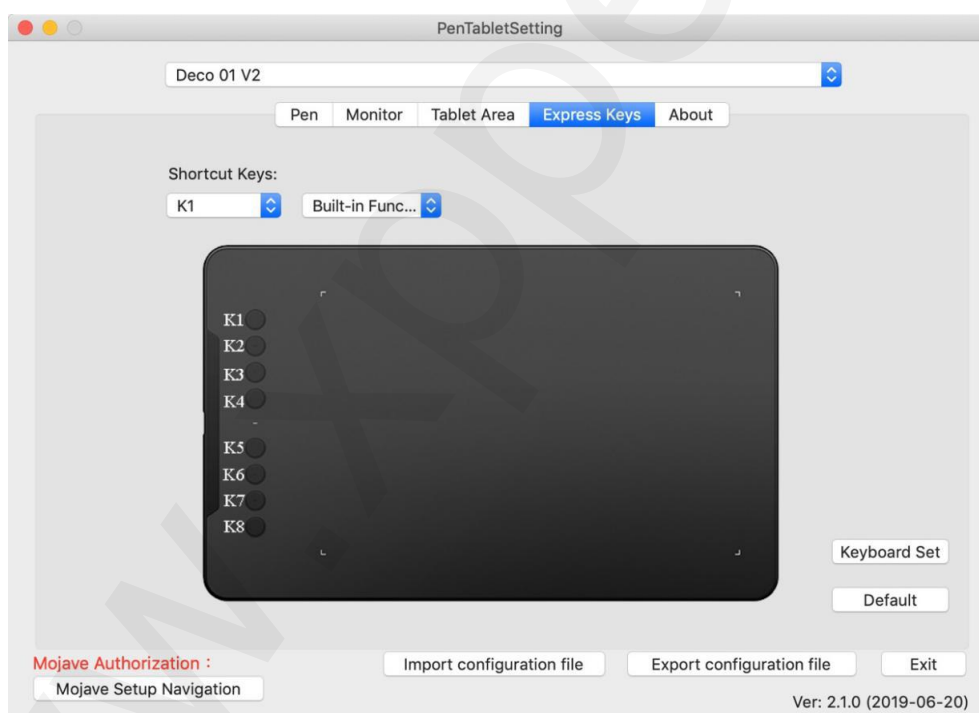 PenTabletSetting
Deco 01 V2
Pen Monitor Tablet Area Express Keys About
Shortcut Keys:
K1 Built-in Func...
K1
K2
K3
K4
-
K5
K6
K7
K8
Keyboard Set
Default
Mojave Authorization：
Import configuration file Export configuration file Exit
Mojave Setup Navigation
Ver: 2.1.0 (2019-06-20)